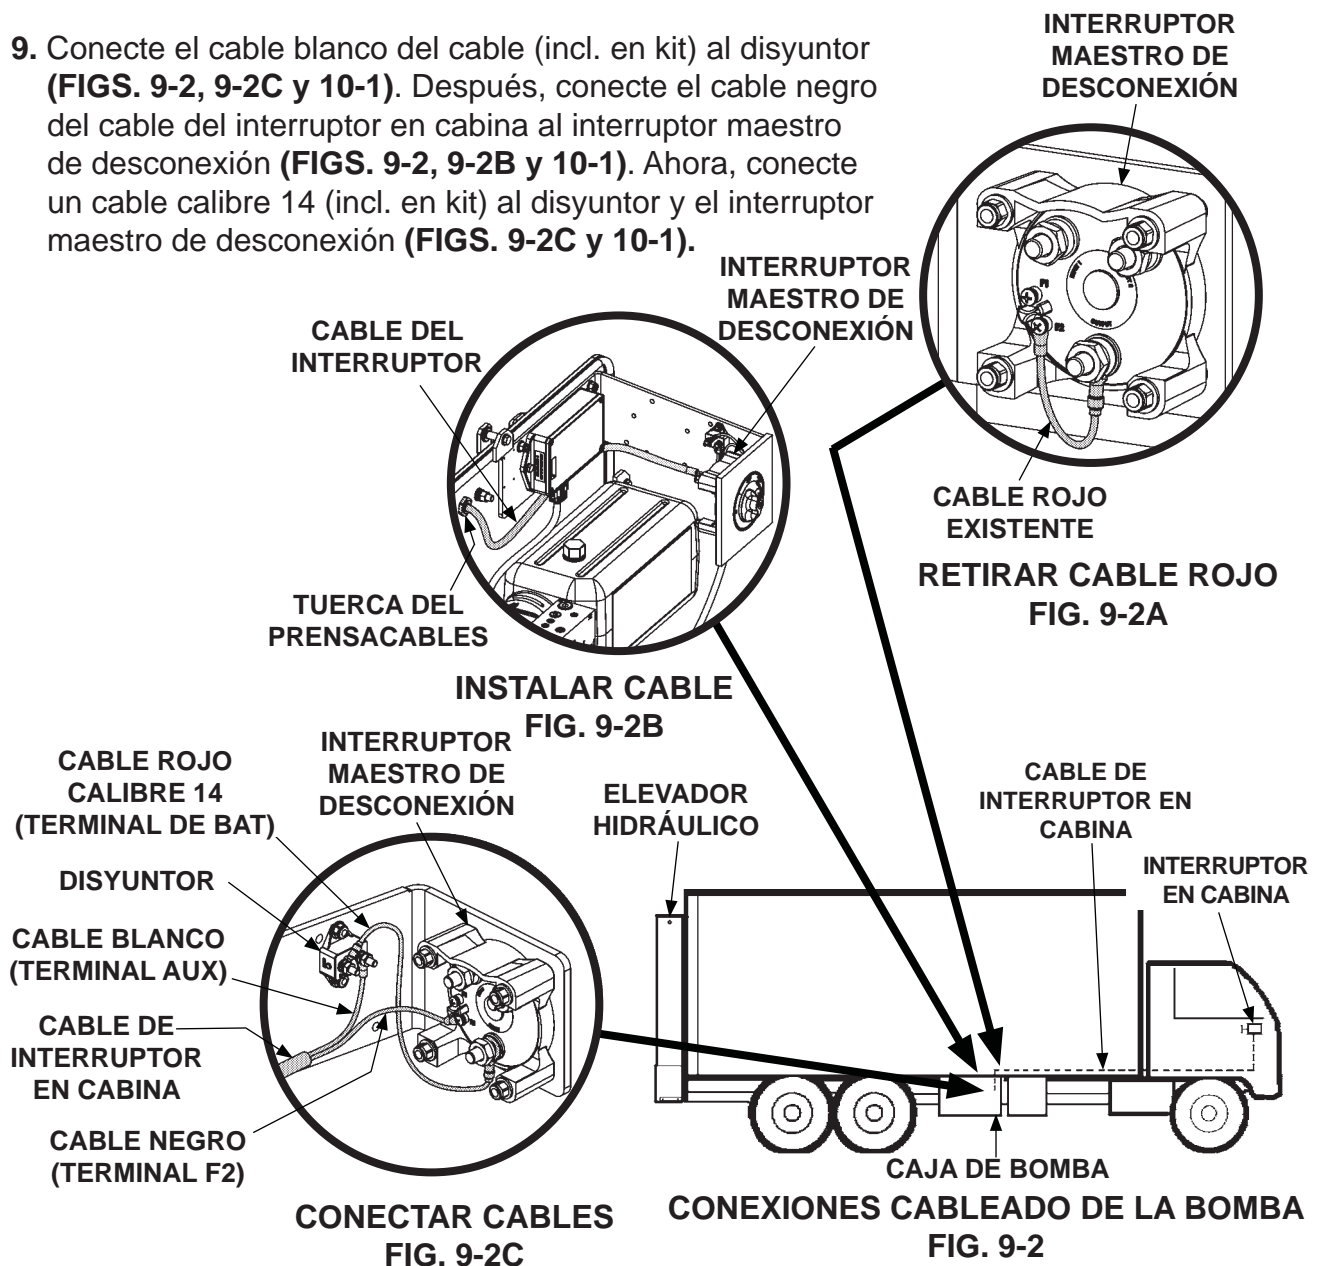 9. Conecte el cable blanco del cable (incl. en kit) al disyuntor
(FIGS. 9-2, 9-2C y 10-1). Después, conecte el cable negro
del cable del interruptor en cabina al interruptor maestro
de desconexión (FIGS. 9-2, 9-2B y 10-1). Ahora, conecte
un cable calibre 14 (incl. en kit) al disyuntor y el interruptor
maestro de desconexión (FIGS. 9-2C y 10-1).
INTERRUPTOR
MAESTRO DE
DESCONEXIÓN
F1
F2
CABLE ROJO
EXISTENTE
RETIRAR CABLE ROJO
FIG. 9-2A
INTERRUPTOR
MAESTRO DE
DESCONEXIÓN
CABLE DEL
INTERRUPTOR
TUERCA DEL
PRENSACABLES
INSTALAR CABLE
FIG. 9-2B
INTERRUPTOR
MAESTRO DE
DESCONEXIÓN
CABLE ROJO
CALIBRE 14
(TERMINAL DE BAT)
DISYUNTOR
CABLE BLANCO
(TERMINAL AUX)
CABLE DE
INTERRUPTOR
EN CABINA
CABLE NEGRO
(TERMINAL F2)
CONECTAR CABLES
FIG. 9-2C
ELEVADOR
HIDRÁULICO
CABLE DE
INTERRUPTOR EN
CABINA
INTERRUPTOR
EN CABINA
CAJA DE BOMBA
CONEXIONES CABLEADO DE LA BOMBA
FIG. 9-2